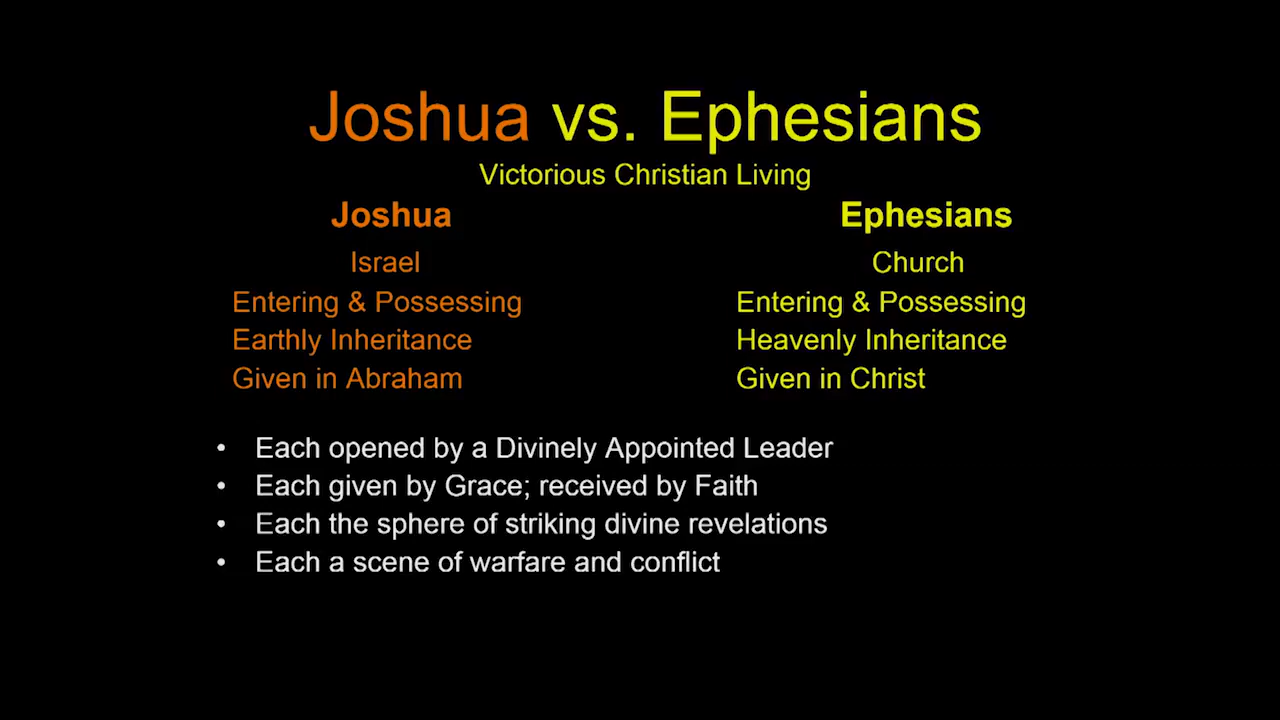 Joshua vs. Ephesians
Victorious Christian Living
Joshua
Israel
Entering & Possessing
Earthly Inheritance
Given in Abraham
Ephesians
Church
Entering & Possessing
Heavenly Inheritance
Given in Christ
• Each opened by a Divinely Appointed Leader
• Each given by Grace; received by Faith
• Each the sphere of striking divine revelations
• Each a scene of warfare and conflict